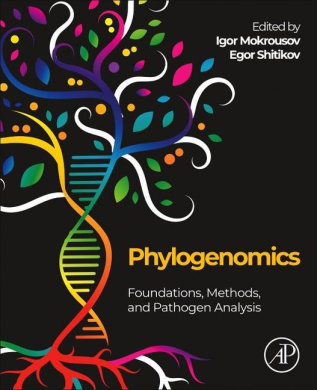 Edited by
Igor Mokrousov
Egor Shitikov
Phylogenomics
Foundations, Methods,
and Pathogen Analysis
AP